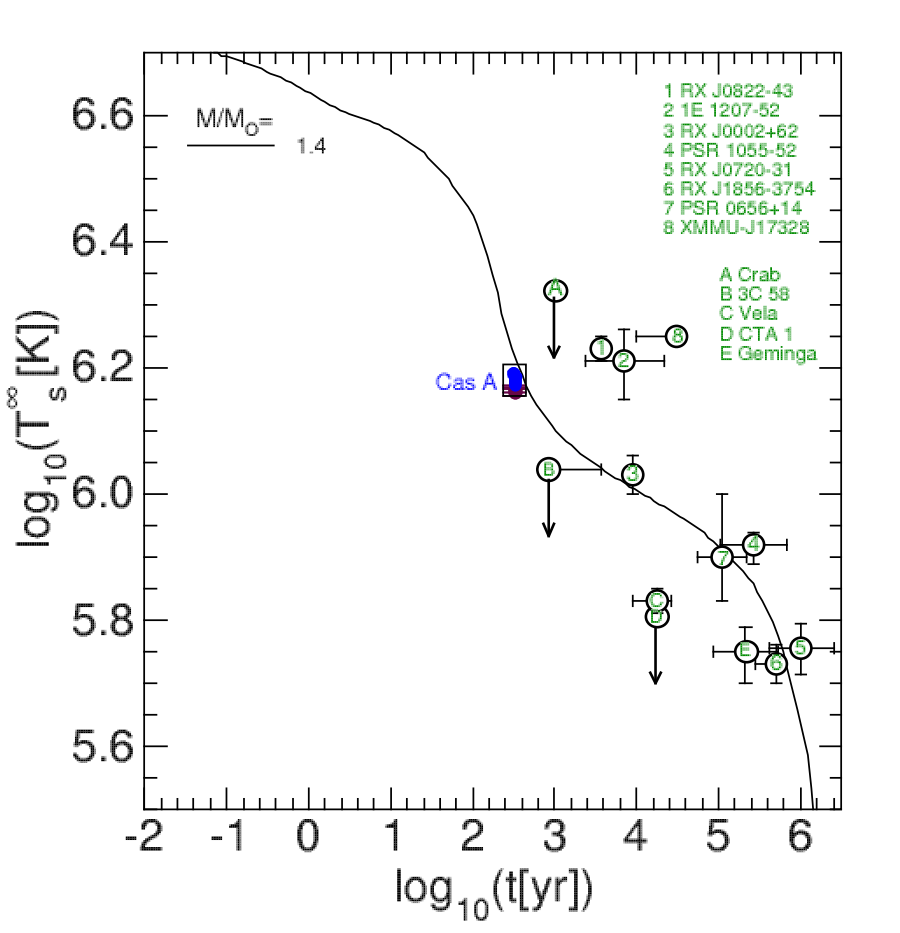 6.6
6.4
6.2
6.0
5.8
5.6
log10(Ts∞[K])
M/MO=
1.4
1 RX J0822-43
2 1E 1207-52
3 RX J0002+62
4 PSR 1055-52
5 RX J0720-31
6 RX J1856-3754
7 PSR 0656+14
8 XMMU-J17328
A Crab
B 3C 58
C Vela
D CTA 1
E Geminga
A
8
1
2
Cas A
B
3
4
7
C
D
E
5
6
-2 -1 0 1 2 3 4 5 6
log10(t[yr])